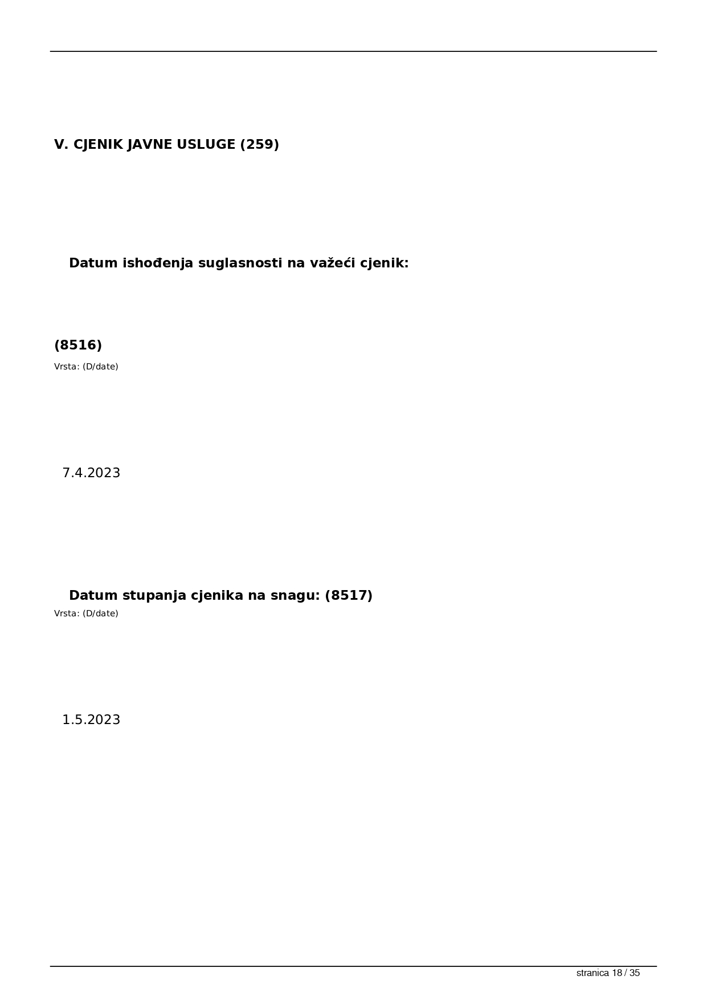 V. CJENIK JAVNE USLUGE (259)
Datum ishođenja suglasnosti na važeći cjenik:
(8516)
Vrsta: (D/date)
7.4.2023
Datum stupanja cjenika na snagu: (8517)
Vrsta: (D/date)
1.5.2023
stranica 18 / 35